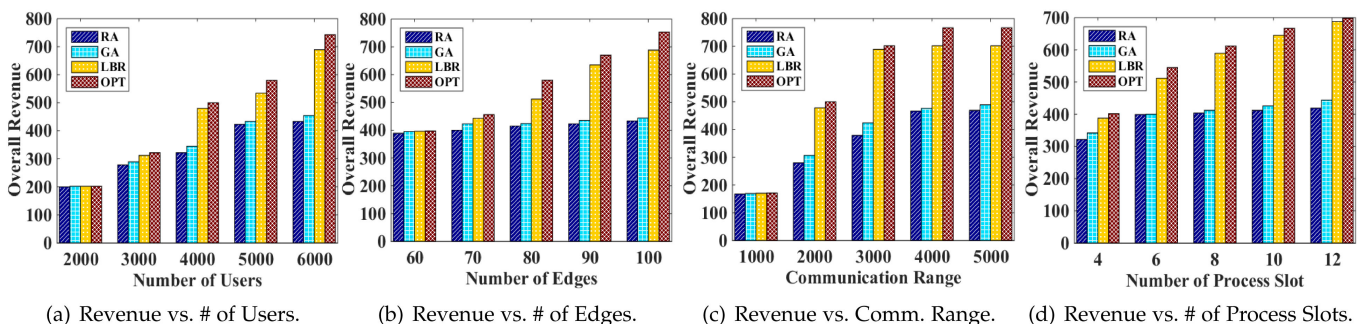 800
700
600
500
400
300
200
100
0
Overall Revenue
RA
GA
LBR
OPT
2000 3000 4000 5000 6000
Number of Users
(a) Revenue vs. # of Users.
800
700
600
500
400
300
200
100
0
Overall Revenue
RA
GA
LBR
OPT
60 70 80 90 100
Number of Edges
(b) Revenue vs. # of Edges.
800
700
600
500
400
300
200
100
0
Overall Revenue
RA
GA
LBR
OPT
1000 2000 3000 4000 5000
Communication Range
(c) Revenue vs. Comm. Range.
700
600
500
400
300
200
100
0
Overall Revenue
RA
GA
LBR
OPT
4 6 8 10 12
Number of Process Slot
(d) Revenue vs. # of Process Slots.